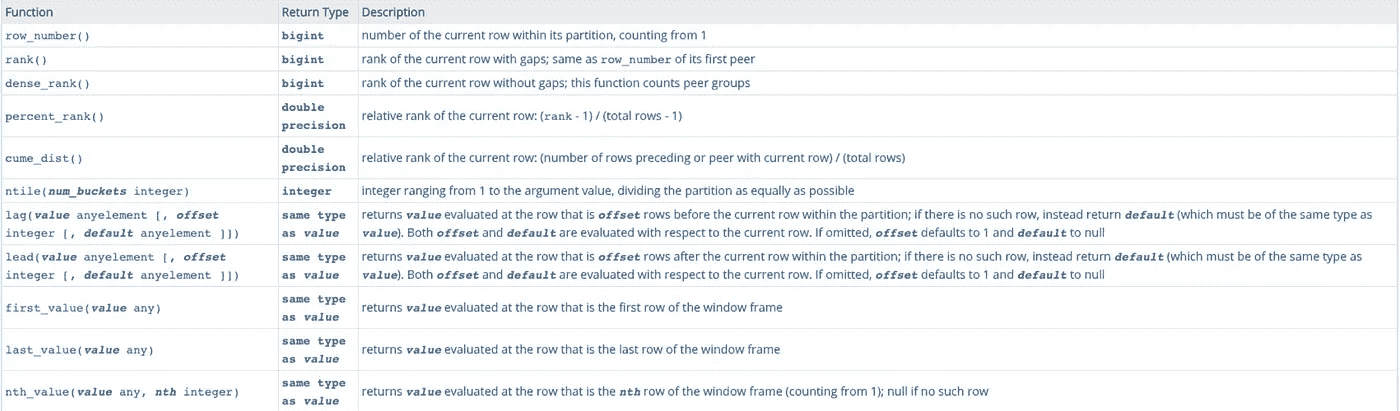 Function Return Type Description
row_number() bigint number of the current row within its partition, counting from 1
rank() bigint rank of the current row with gaps; same as row_number of its first peer
dense_rank() bigint rank of the current row without gaps; this function counts peer groups
percent_rank() double precision relative rank of the current row: (rank - 1) / (total rows - 1)
cume_dist() double precision relative rank of the current row: (number of rows preceding or peer with current row) / (total rows)
ntile(num_buckets integer) integer integer ranging from 1 to the argument value, dividing the partition as equally as possible
lag(value anyelement [, offset same type returns value evaluated at the row that is offset rows before the current row within the partition; if there is no such row, instead return default (which must be of the same type as
integer [, default anyelement ]]) as value value). Both offset and default are evaluated with respect to the current row. If omitted, offset defaults to 1 and default to null
lead(value anyelement [, offset same type returns value evaluated at the row that is offset rows after the current row within the partition; if there is no such row, instead return default (which must be of the same type as
integer [, default anyelement ]]) as value value). Both offset and default are evaluated with respect to the current row. If omitted, offset defaults to 1 and default to null
first_value(value any) same type as value returns value evaluated at the row that is the first row of the window frame
last_value(value any) same type as value returns value evaluated at the row that is the last row of the window frame
nth_value(value any, nth integer) same type as value returns value evaluated at the row that is the nth row of the window frame (counting from 1); null if no such row